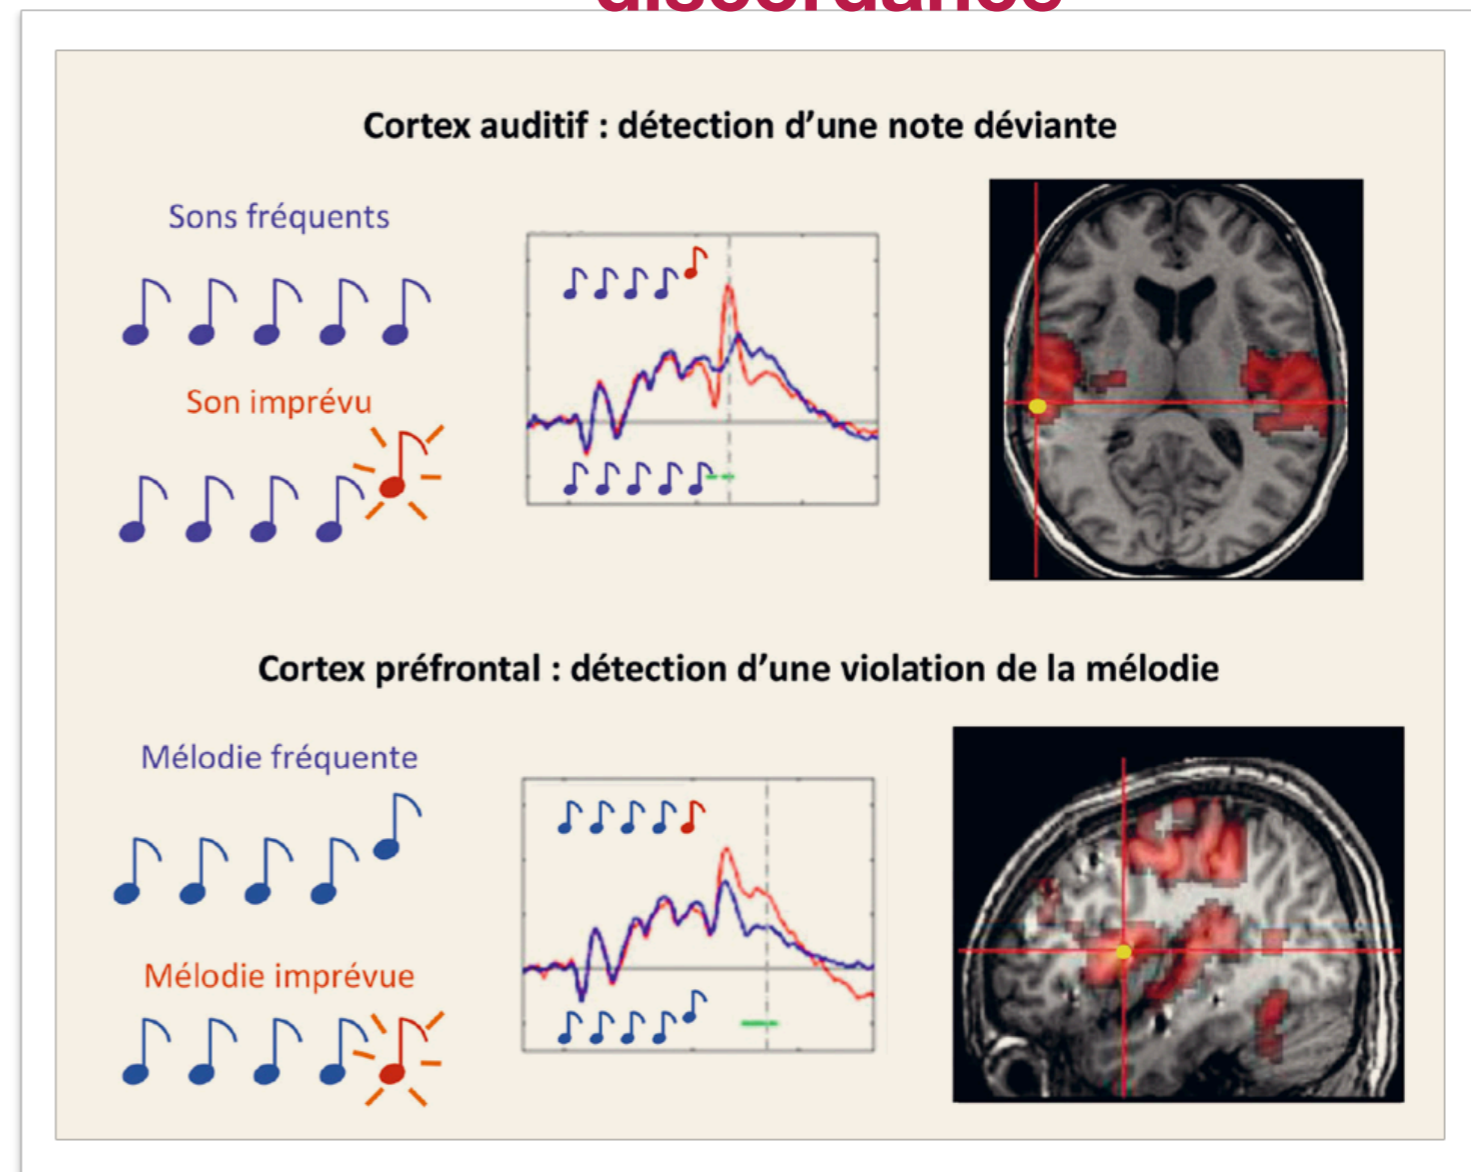 discordance
Cortex auditif : détection d’une note déviante
Sons fréquents
Son imprévu
Cortex préfrontal : détection d’une violation de la mélodie
Mélodie fréquente
Mélodie imprévue